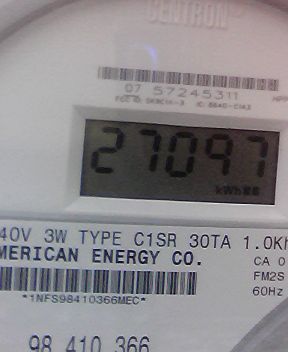 CENTRON
07 57245311
27097
kWh
40V 3W TYPE C1SR 30TA 1.0Kh
MERICAN ENERGY CO.
CA 0
FM2S
*1NFS98410366MEC*
60Hz
98 410 366